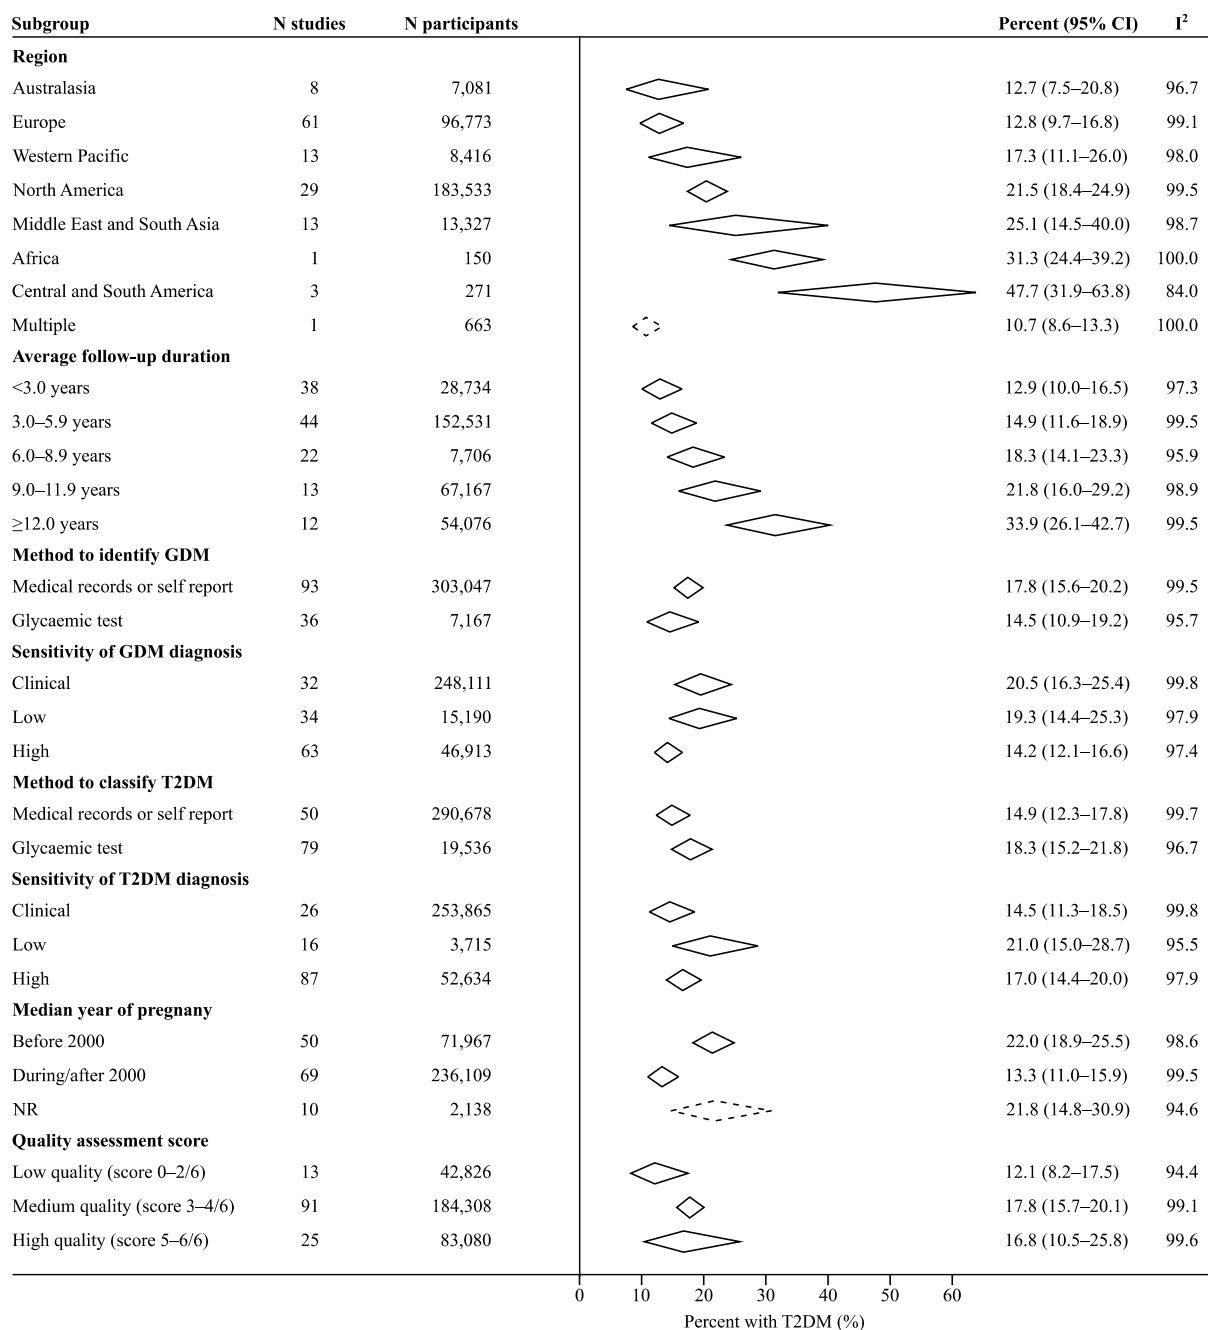 Subgroup N studies N participants Percent (95% CI) I²
Region
Australasia 8 7,081 12.7 (7.5–20.8) 96.7
Europe 61 96,773 12.8 (9.7–16.8) 99.1
Western Pacific 13 8,416 17.3 (11.1–26.0) 98.0
North America 29 183,533 21.5 (18.4–24.9) 99.5
Middle East and South Asia 13 13,327 25.1 (14.5–40.0) 98.7
Africa 1 150 31.3 (24.4–39.2) 100.0
Central and South America 3 271 47.7 (31.9–63.8) 84.0
Multiple 1 663 10.7 (8.6–13.3) 100.0
Average follow-up duration
<3.0 years 38 28,734 12.9 (10.0–16.5) 97.3
3.0–5.9 years 44 152,531 14.9 (11.6–18.9) 99.5
6.0–8.9 years 22 7,706 18.3 (14.1–23.3) 95.9
9.0–11.9 years 13 67,167 21.8 (16.0–29.2) 98.9
≥12.0 years 12 54,076 33.9 (26.1–42.7) 99.5
Method to identify GDM
Medical records or self report 93 303,047 17.8 (15.6–20.2) 99.5
Glycaemic test 36 7,167 14.5 (10.9–19.2) 95.7
Sensitivity of GDM diagnosis
Clinical 32 248,111 20.5 (16.3–25.4) 99.8
Low 34 15,190 19.3 (14.4–25.3) 97.9
High 63 46,913 14.2 (12.1–16.6) 97.4
Method to classify T2DM
Medical records or self report 50 290,678 14.9 (12.3–17.8) 99.7
Glycaemic test 79 19,536 18.3 (15.2–21.8) 96.7
Sensitivity of T2DM diagnosis
Clinical 26 253,865 14.5 (11.3–18.5) 99.8
Low 16 3,715 21.0 (15.0–28.7) 95.5
High 87 52,634 17.0 (14.4–20.0) 97.9
Median year of pregnany
Before 2000 50 71,967 22.0 (18.9–25.5) 98.6
During/after 2000 69 236,109 13.3 (11.0–15.9) 99.5
NR 10 2,138 21.8 (14.8–30.9) 94.6
Quality assessment score
Low quality (score 0–2/6) 13 42,826 12.1 (8.2–17.5) 94.4
Medium quality (score 3–4/6) 91 184,308 17.8 (15.7–20.1) 99.1
High quality (score 5–6/6) 25 83,080 16.8 (10.5–25.8) 99.6
0 10 20 30 40 50 60
Percent with T2DM (%)